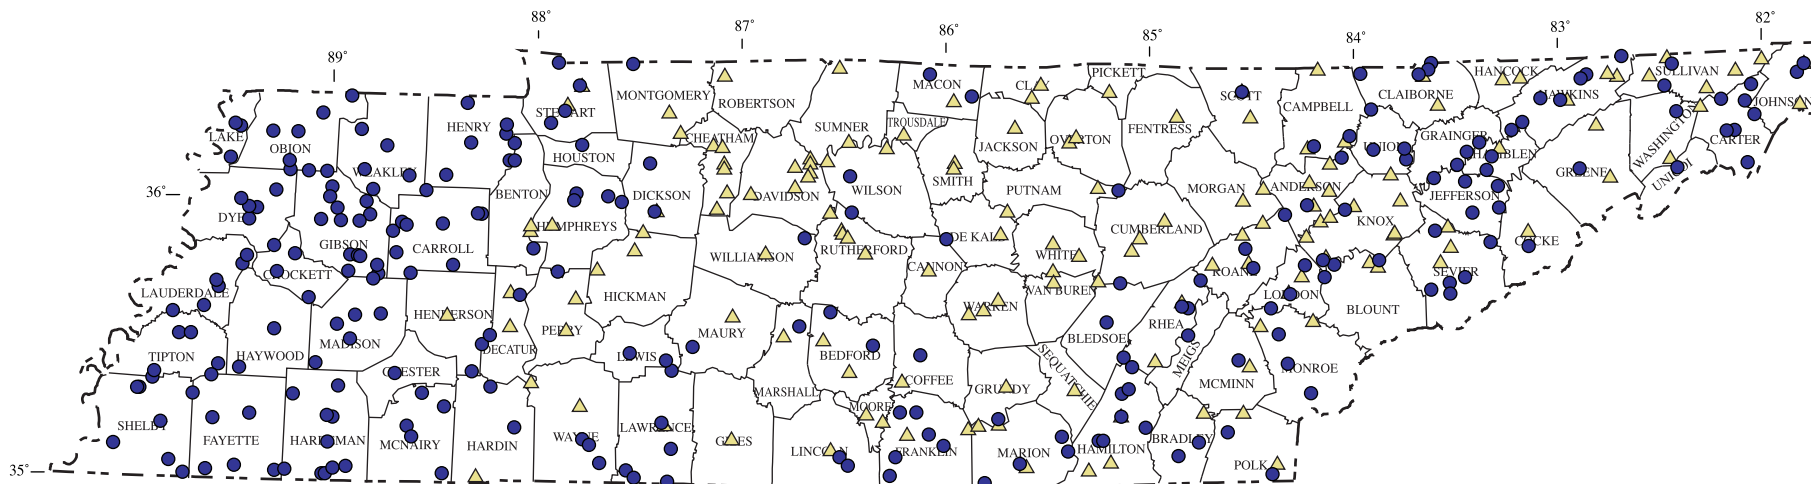 88°
87°
86°
85°
84°
83°
82°
89°
36°
35°
LAKE
OBION
WEAKLEY
HENRY
STEWART
MONTGOMERY
ROBERTSON
SUMNER
TROUSDALE
MACON
CLAY
PICKETT
SCOTT
CAMPBELL
CLAIBORNE
HANCOCK
HAWKINS
SULLIVAN
JOHNSON
CARTER
WASHINGTON
UNICOI
GREENE
HAMBLEN
GRAINGER
UNION
JEFFERSON
COCKE
SEVIER
KNOX
ANDERSON
MORGAN
FENTRESS
OVERTON
JACKSON
PUTNAM
SMITH
WILSON
DAVIDSON
CHEATHAM
DICKSON
HOUSTON
BENTON
HUMPHREYS
CARROLL
GIBSON
DYER
CROCKETT
LAUDERDALE
TIPTON
HAYWOOD
MADISON
HENDERSON
DECATUR
PERRY
HICKMAN
WILLIAMSON
RUTHERFORD
CANNON
DE KALB
WHITE
CUMBERLAND
VAN BUREN
WARREN
ROANE
LOUDON
BLOUNT
MONROE
MCMINN
MEIGS
RHEA
BLEDSOE
SEQUATCHIE
GRUNDY
COFFEE
BEDFORD
MARSHALL
MAURY
LEWIS
CHESTER
SHELBY
FAYETTE
HARDEMAN
MCNAIRY
HARDIN
WAYNE
LAWRENCE
GILES
LINCOLN
MOORE
FRANKLIN
MARION
HAMILTON
BRADLEY
POLK